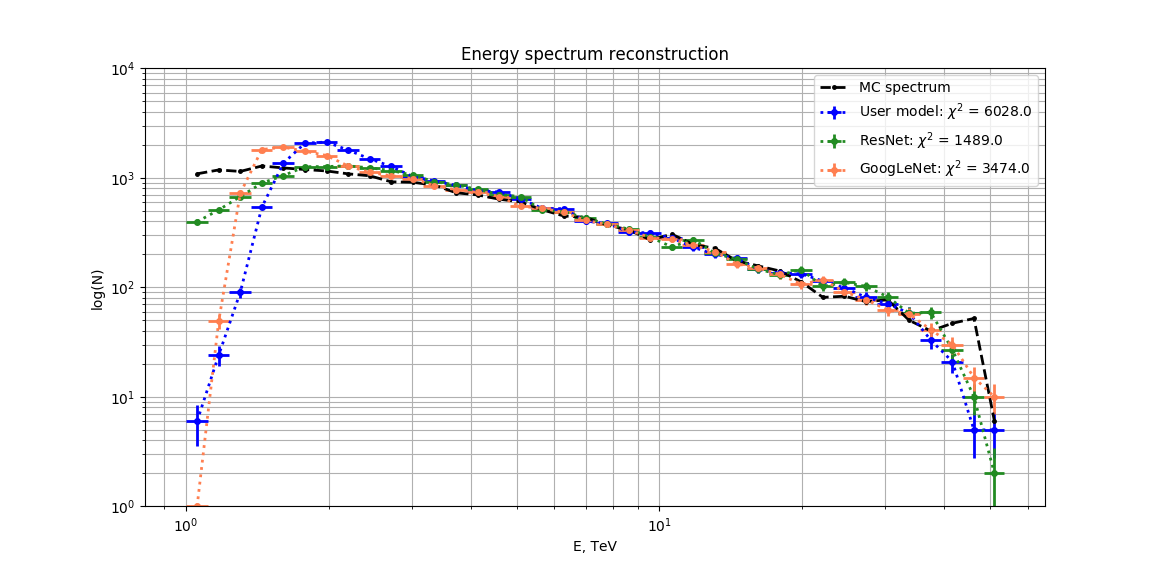 Energy spectrum reconstruction
MC spectrum
User model: χ² = 6028.0
ResNet: χ² = 1489.0
GoogLeNet: χ² = 3474.0
log(N)
10⁴
10³
10²
10¹
10⁰
10⁰ 10¹
E, TeV